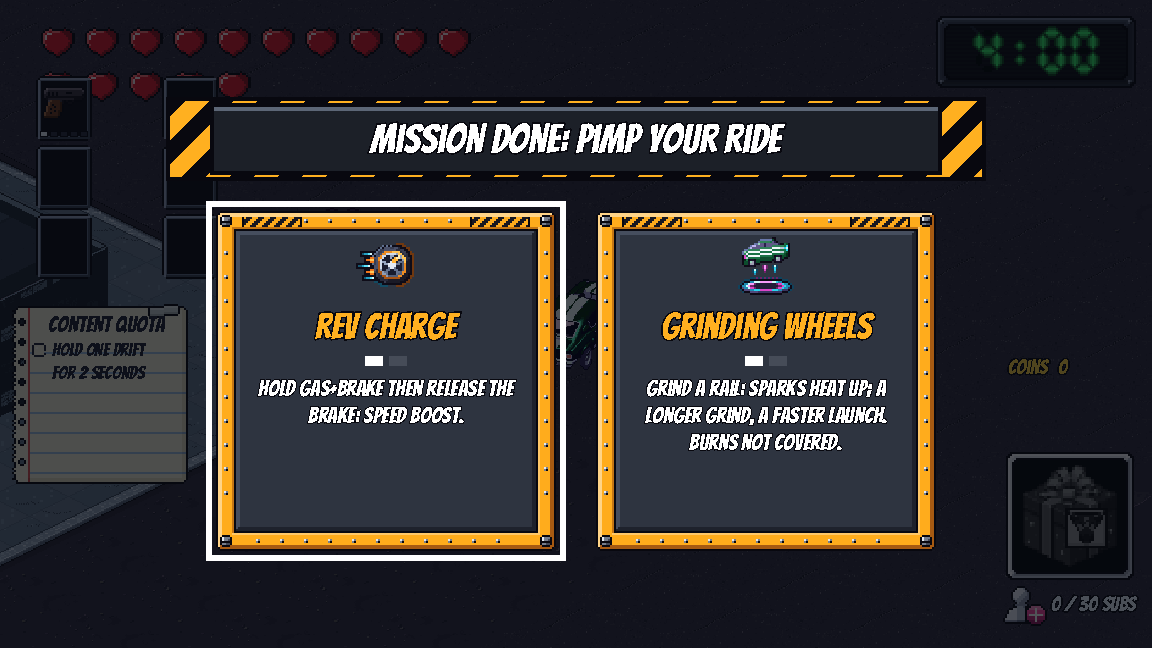 4:00
MISSION DONE: PIMP YOUR RIDE
REV CHARGE
HOLD GAS+BRAKE THEN RELEASE THE
BRAKE: SPEED BOOST.
GRINDING WHEELS
GRIND A RAIL: SPARKS HEAT UP; A
LONGER GRIND, A FASTER LAUNCH.
BURNS NOT COVERED.
CONTENT QUOTA
HOLD ONE DRIFT
FOR 2 SECONDS
COINS 0
0 / 30 SUBS